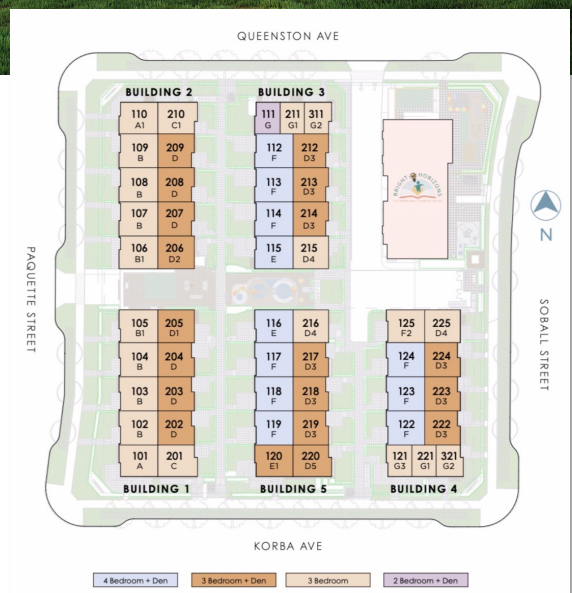 QUEENSTON AVE
BUILDING 2
BUILDING 3
110 210
A1 C1
109 209
B D
108 208
B D
107 207
B D
106 206
B1 D2
111 211 311
G G1 G2
112 212
F D3
113 213
F D3
114 214
F D3
115 215
E D4
BRIGHT HORIZONS
N
PAQUETTE STREET
SOBALL STREET
105 205
B1 D1
104 204
B D
103 203
B D
102 202
B D
101 201
A C
116 216
E D4
117 217
F D3
118 218
F D3
119 219
F D3
120 220
E1 D5
125 225
F2 D4
124 224
F D3
123 223
F D3
122 222
F D3
121 221 321
G3 G1 G2
BUILDING 1
BUILDING 5
BUILDING 4
KORBA AVE
4 Bedroom + Den
3 Bedroom + Den
3 Bedroom
2 Bedroom + Den